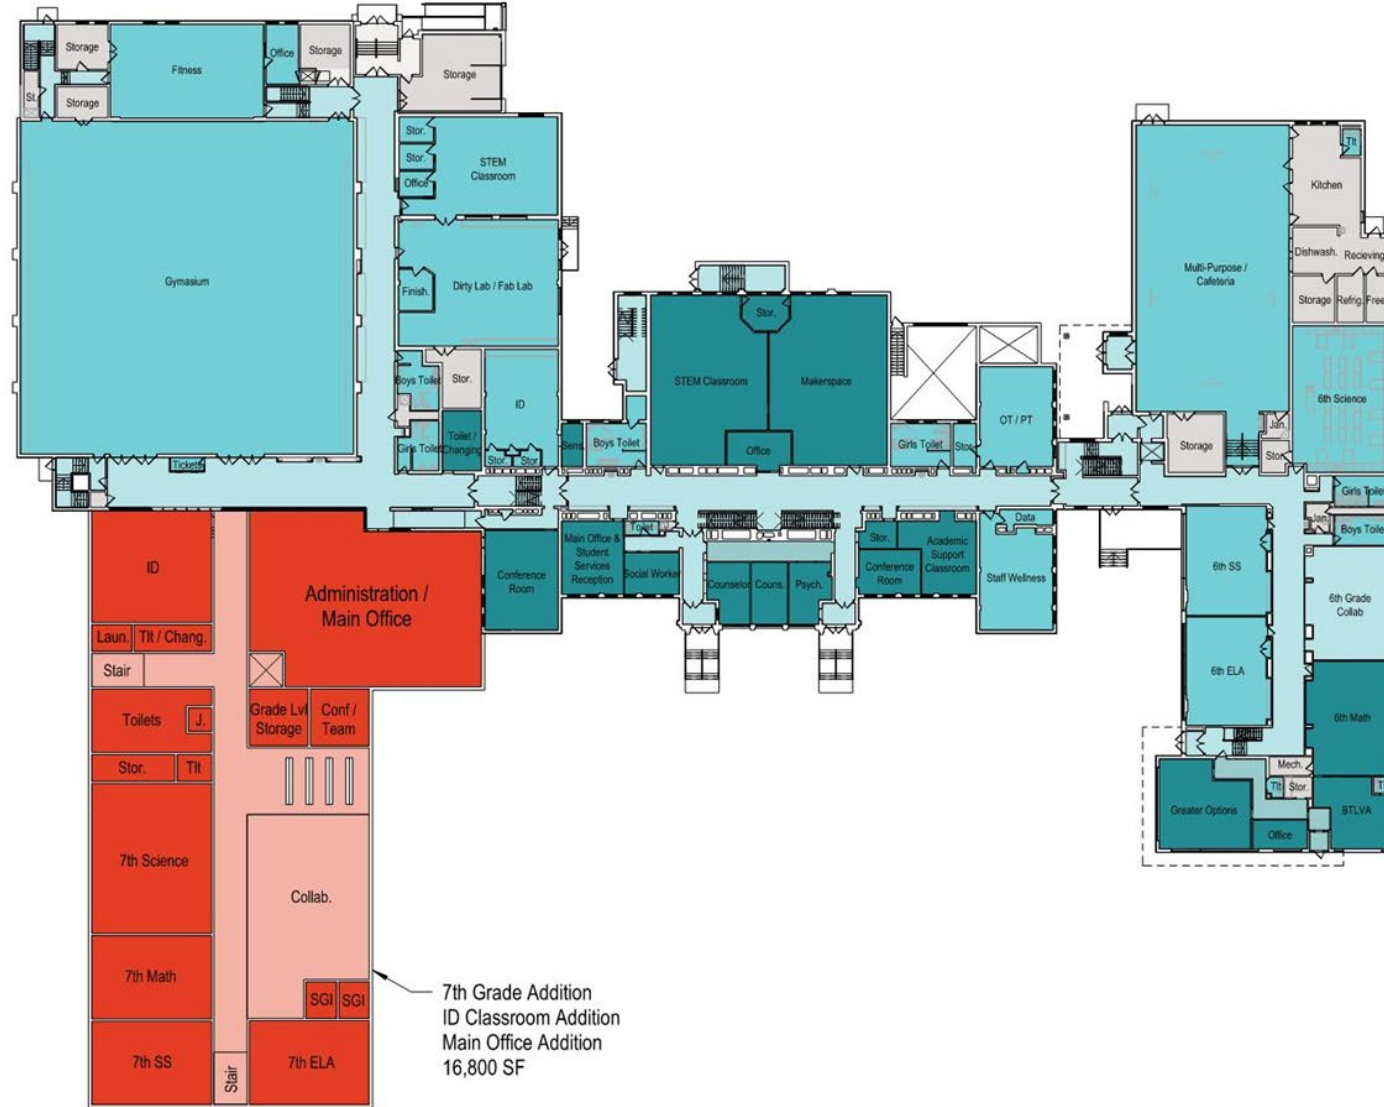 Storage
Fitness
Office
Storage
Storage
St.
Storage
Stor.
Stor.
Office
STEM
Classroom
Tlt
Kitchen
Gymasium
Finish.
Dirty Lab / Fab Lab
Multi-Purpose /
Cafeteria
Dishwash.
Recieving
Storage
Refrig.
Free
Stor.
STEM Classroom
Makerspace
Office
Boys Toilet
Stor.
ID
Girls Toilet
Toilet /
Changing
Stor.
Stor
Sens.
Boys Toilet
Girls Toilet
Stor.
OT / PT
6th Science
Storage
Jan.
Stor.
Tickets
Girls Toilet
Jan.
Boys Toile
ID
Laun.
Tlt / Chang.
Stair
Administration /
Main Office
Conference
Room
Main Office &
Student
Services
Reception
Toilet
Social Worker
Counselor
Couns.
Psych.
Stor.
Conference
Room
Academic
Support
Classroom
Data
Staff Wellness
6th SS
6th Grade
Collab
6th ELA
6th Math
Toilets
J.
Grade Lvl
Storage
Conf /
Team
Stor.
Tlt
Mech.
Tlt
Stor.
Greater Options
Office
BTLVA
T
7th Science
Collab.
7th Math
SGI
SGI
7th SS
Stair
7th ELA
7th Grade Addition
ID Classroom Addition
Main Office Addition
16,800 SF